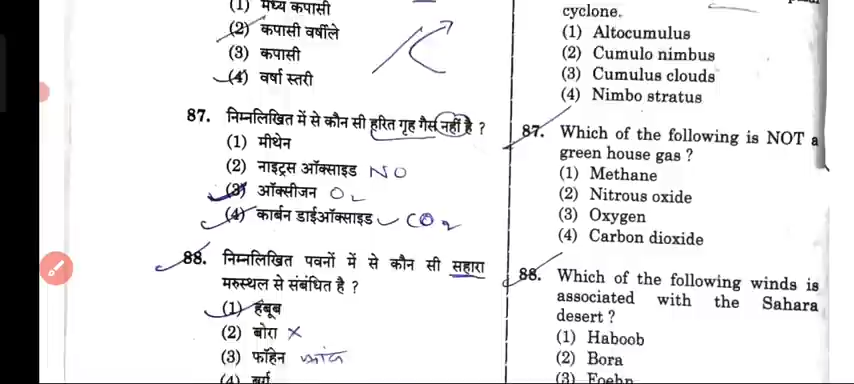 (1) मध्य कपासी
(2) कपासी वर्षीले
(3) कपासी
(4) वर्षा स्तरी
87. निम्नलिखित में से कौन सी हरित गृह गैस नहीं है ?
(1) मीथेन
(2) नाइट्रस ऑक्साइड NO
(3) ऑक्सीजन O2
(4) कार्बन डाईऑक्साइड CO2
88. निम्नलिखित पवनों में से कौन सी सहारा
मरुस्थल से संबंधित है ?
(1) हबूब
(2) बोरा ×
(3) फॉहेन
cyclone.
(1) Altocumulus
(2) Cumulo nimbus
(3) Cumulus clouds
(4) Nimbo stratus
87. Which of the following is NOT a
green house gas ?
(1) Methane
(2) Nitrous oxide
(3) Oxygen
(4) Carbon dioxide
88. Which of the following winds is
associated with the Sahara
desert ?
(1) Haboob
(2) Bora
(3) Foehn